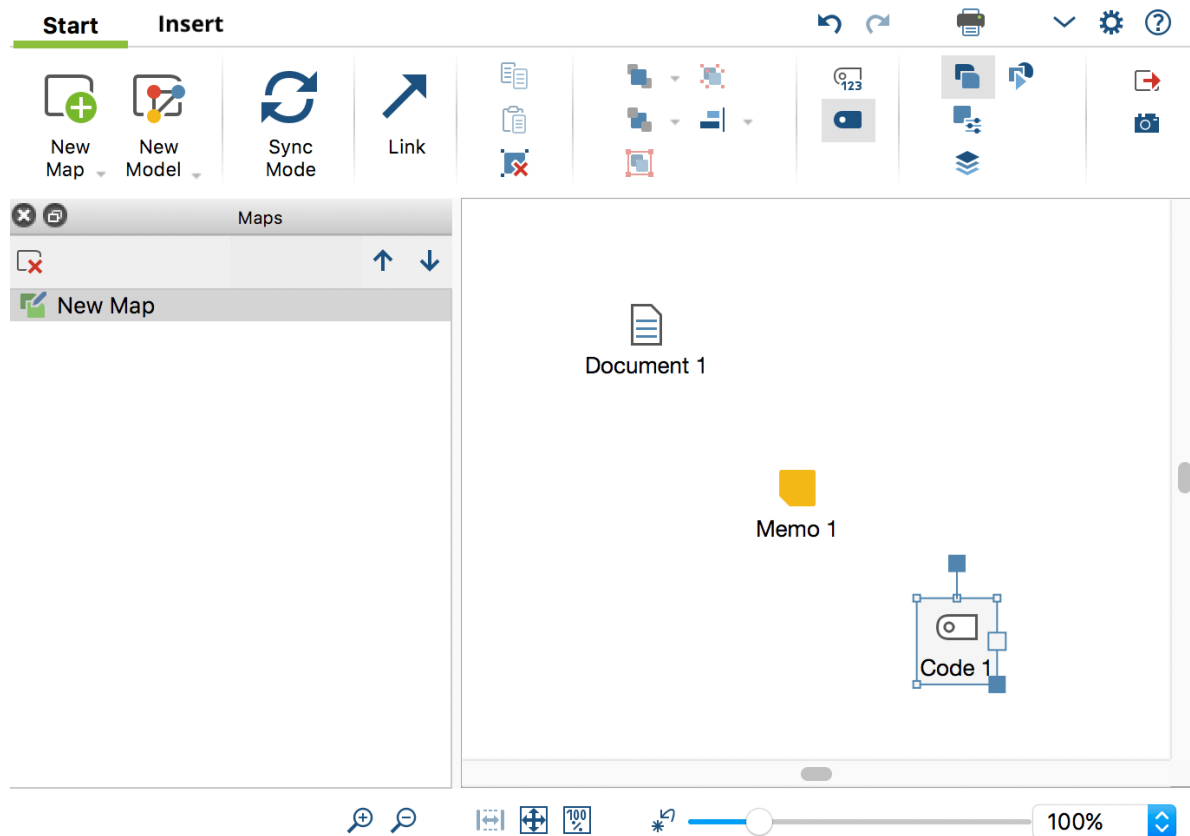 Start Insert
New Map
New Model
Sync Mode
Link
123
Maps
New Map
Document 1
Memo 1
Code 1
100 %
100%